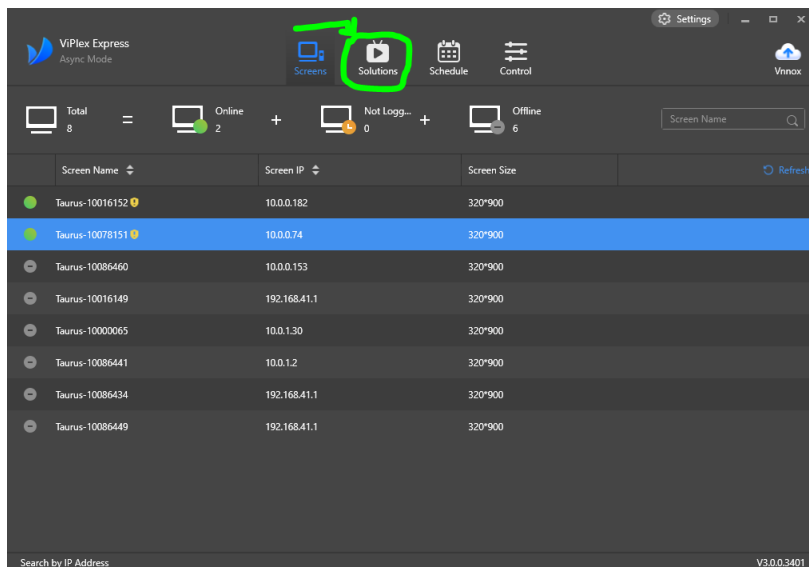 Settings
ViPlex Express
Async Mode
Screens Solutions Schedule Control Vnnox
Total Online Not Logg... Offline
8 = 2 + 0 + 6
Screen Name
Screen Name Screen IP Screen Size Refresh
Taurus-10016152 10.0.0.182 320*900
Taurus-10078151 10.0.0.74 320*900
Taurus-10086460 10.0.0.153 320*900
Taurus-10016149 192.168.41.1 320*900
Taurus-10000065 10.0.1.30 320*900
Taurus-10086441 10.0.1.2 320*900
Taurus-10086434 192.168.41.1 320*900
Taurus-10086449 192.168.41.1 320*900
Search by IP Address V3.0.0.3401